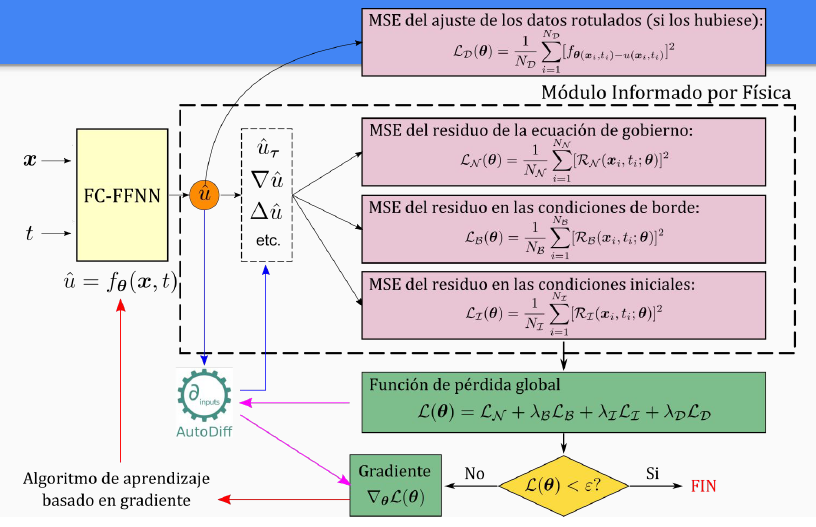 MSE del ajuste de los datos rotulados (si los hubiese):
$\mathcal{L}_{\mathcal{D}}(\boldsymbol{\theta}) = \frac{1}{N_{\mathcal{D}}} \sum_{i=1}^{N_{\mathcal{D}}} [f_{\boldsymbol{\theta}(\boldsymbol{x}_i,t_i)-u(\boldsymbol{x}_i,t_i)}]^2$
Módulo Informado por Física
MSE del residuo de la ecuación de gobierno:
$\mathcal{L}_{\mathcal{N}}(\boldsymbol{\theta}) = \frac{1}{N_{\mathcal{N}}} \sum_{i=1}^{N_{\mathcal{N}}} [\mathcal{R}_{\mathcal{N}}(\boldsymbol{x}_i,t_i;\boldsymbol{\theta})]^2$
MSE del residuo en las condiciones de borde:
$\mathcal{L}_{\mathcal{B}}(\boldsymbol{\theta}) = \frac{1}{N_{\mathcal{B}}} \sum_{i=1}^{N_{\mathcal{B}}} [\mathcal{R}_{\mathcal{B}}(\boldsymbol{x}_i,t_i;\boldsymbol{\theta})]^2$
MSE del residuo en las condiciones iniciales:
$\mathcal{L}_{\mathcal{I}}(\boldsymbol{\theta}) = \frac{1}{N_{\mathcal{I}}} \sum_{i=1}^{N_{\mathcal{I}}} [\mathcal{R}_{\mathcal{I}}(\boldsymbol{x}_i,t_i;\boldsymbol{\theta})]^2$
$\boldsymbol{x}$
$t$
FC-FFNN
$\hat{u}$
$\hat{u}_{\tau}$
$\nabla \hat{u}$
$\Delta \hat{u}$
etc.
$\hat{u} = f_{\boldsymbol{\theta}}(\boldsymbol{x}, t)$
∂ inputs
AutoDiff
Función de pérdida global
$\mathcal{L}(\boldsymbol{\theta}) = \mathcal{L}_{\mathcal{N}} + \lambda_{\mathcal{B}}\mathcal{L}_{\mathcal{B}} + \lambda_{\mathcal{I}}\mathcal{L}_{\mathcal{I}} + \lambda_{\mathcal{D}}\mathcal{L}_{\mathcal{D}}$
Algoritmo de aprendizaje
basado en gradiente
Gradiente
$\nabla_{\boldsymbol{\theta}}\mathcal{L}(\boldsymbol{\theta})$
No
$\mathcal{L}(\boldsymbol{\theta}) < \varepsilon?$
Si
FIN